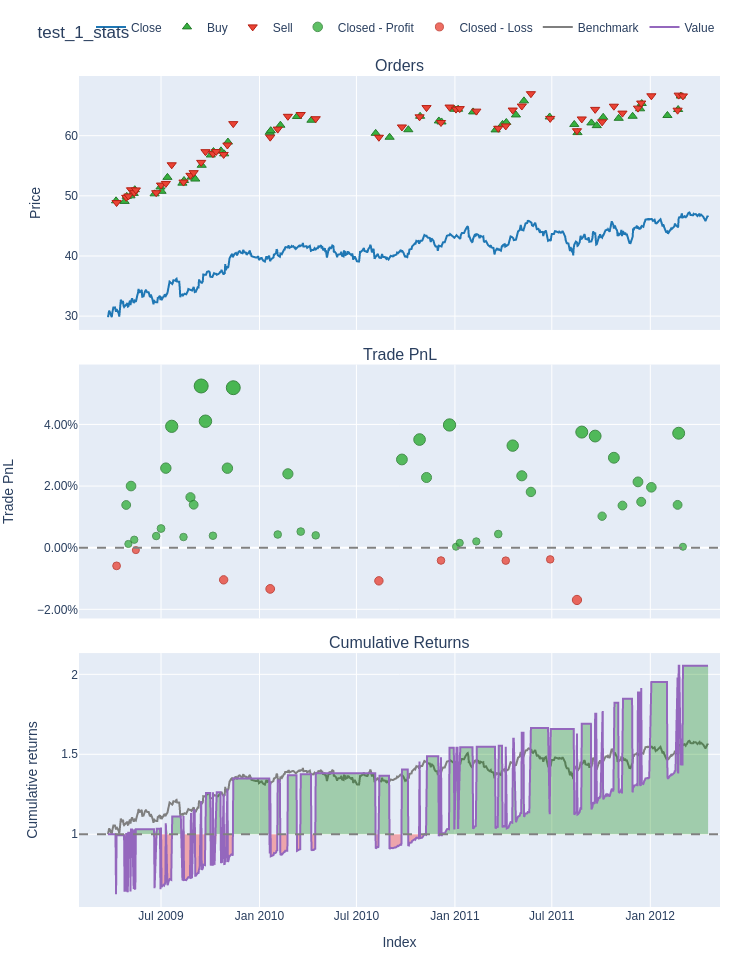 test_1_stats
Close Buy Sell Closed - Profit Closed - Loss Benchmark Value
Orders
Price
60
50
40
30
Trade PnL
Trade PnL
4.00%
2.00%
0.00%
−2.00%
Cumulative Returns
Cumulative returns
2
1.5
1
Jul 2009 Jan 2010 Jul 2010 Jan 2011 Jul 2011 Jan 2012
Index